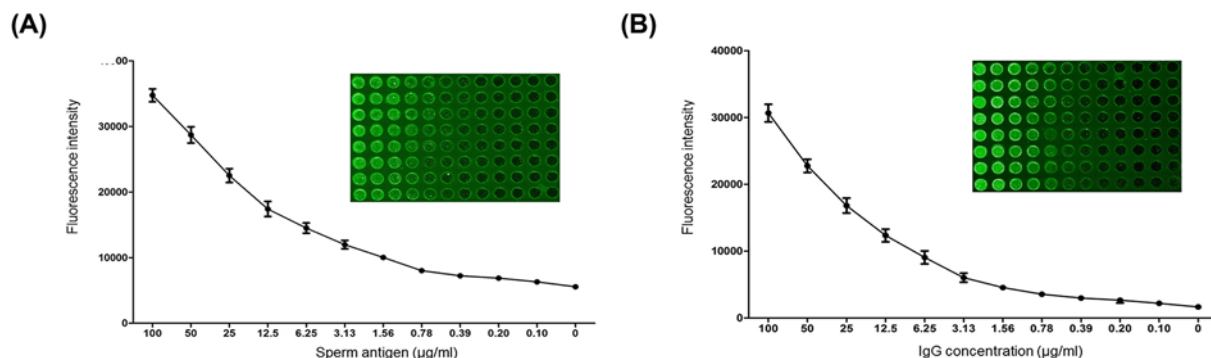 (A)
Fluorescence intensity
30000
20000
10000
0
100 50 25 12.5 6.25 3.13 1.56 0.78 0.39 0.20 0.10 0
Sperm antigen (µg/ml)
(B)
Fluorescence intensity
40000
30000
20000
10000
0
100 50 25 12.5 6.25 3.13 1.56 0.78 0.39 0.20 0.10 0
IgG concentration (µg/ml)